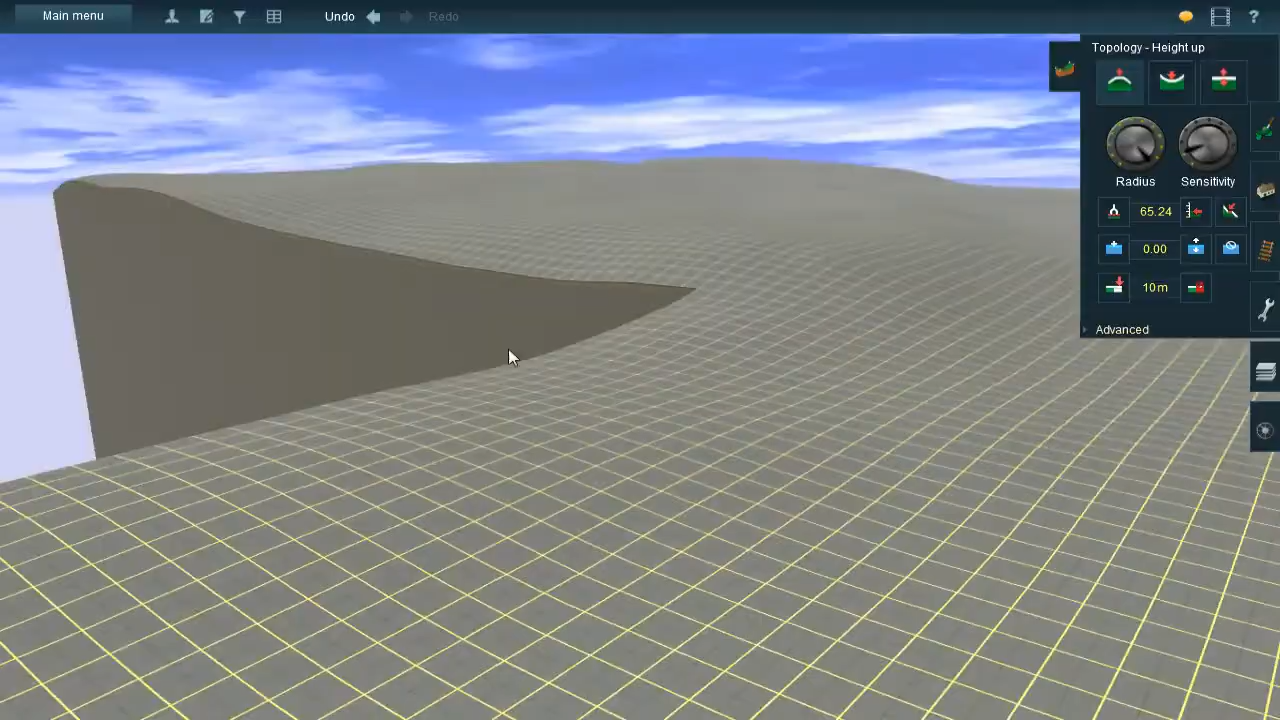 Main menu
Undo
Redo
?
Topology - Height up
Radius
Sensitivity
65.24
0.00
10m
Advanced